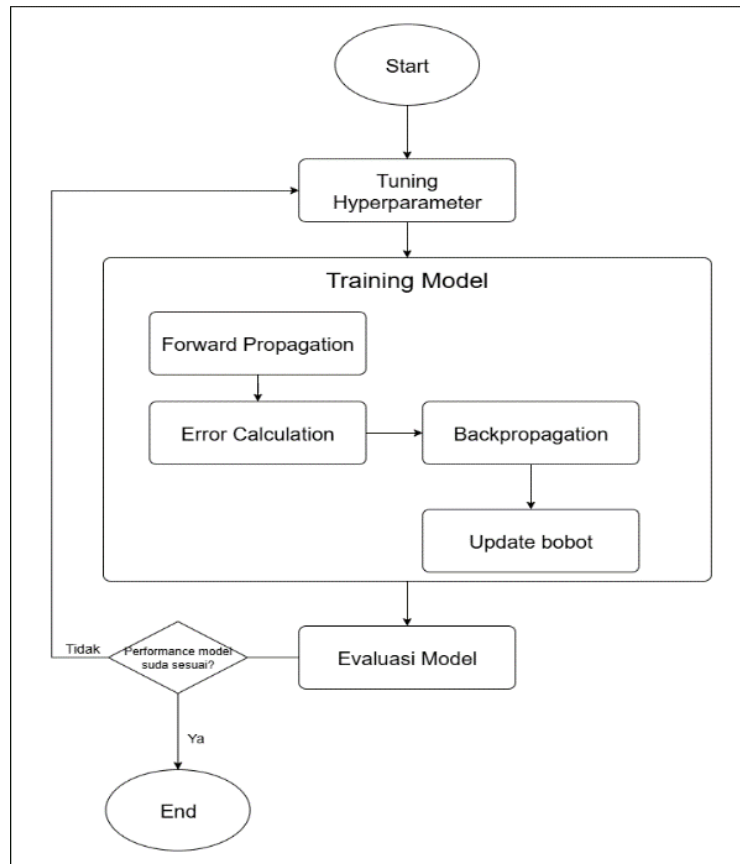 Start
Tuning
Hyperparameter
Training Model
Forward Propagation
Error Calculation
Backpropagation
Update bobot
Evaluasi Model
Performance model
suda sesuai?
Tidak
Ya
End